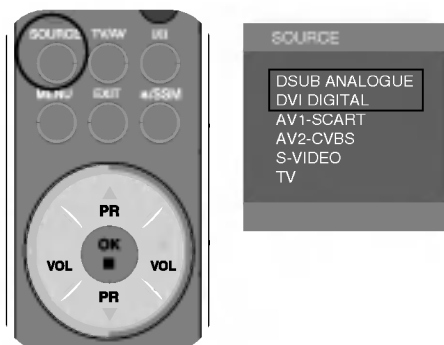 SOURCE TV/AV I/II
MENU EXIT */SSM
PR
OK
VOL VOL
PR
SOURCE
DSUB ANALOGUE
DVI DIGITAL
AV1-SCART
AV2-CVBS
S-VIDEO
TV